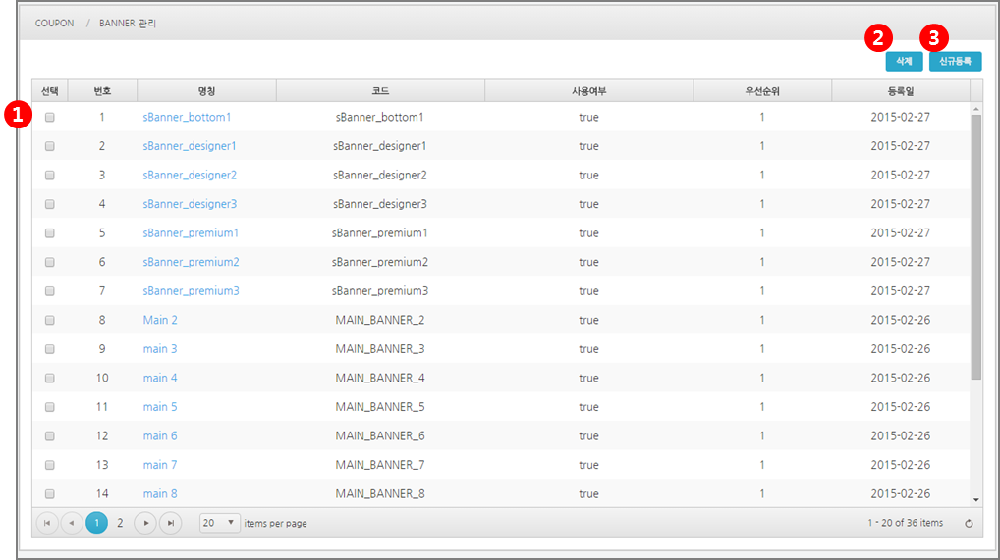 COUPON / BANNER 관리
2 3
삭제 신규등록
선택 번호 명칭 코드 사용여부 우선순위 등록일
1
1 sBanner_bottom1 sBanner_bottom1 true 1 2015-02-27
2 sBanner_designer1 sBanner_designer1 true 1 2015-02-27
3 sBanner_designer2 sBanner_designer2 true 1 2015-02-27
4 sBanner_designer3 sBanner_designer3 true 1 2015-02-27
5 sBanner_premium1 sBanner_premium1 true 1 2015-02-27
6 sBanner_premium2 sBanner_premium2 true 1 2015-02-27
7 sBanner_premium3 sBanner_premium3 true 1 2015-02-27
8 Main 2 MAIN_BANNER_2 true 1 2015-02-26
9 main 3 MAIN_BANNER_3 true 1 2015-02-26
10 main 4 MAIN_BANNER_4 true 1 2015-02-26
11 main 5 MAIN_BANNER_5 true 1 2015-02-26
12 main 6 MAIN_BANNER_6 true 1 2015-02-26
13 main 7 MAIN_BANNER_7 true 1 2015-02-26
14 main 8 MAIN_BANNER_8 true 1 2015-02-26
1 2 20 items per page 1 - 20 of 36 items